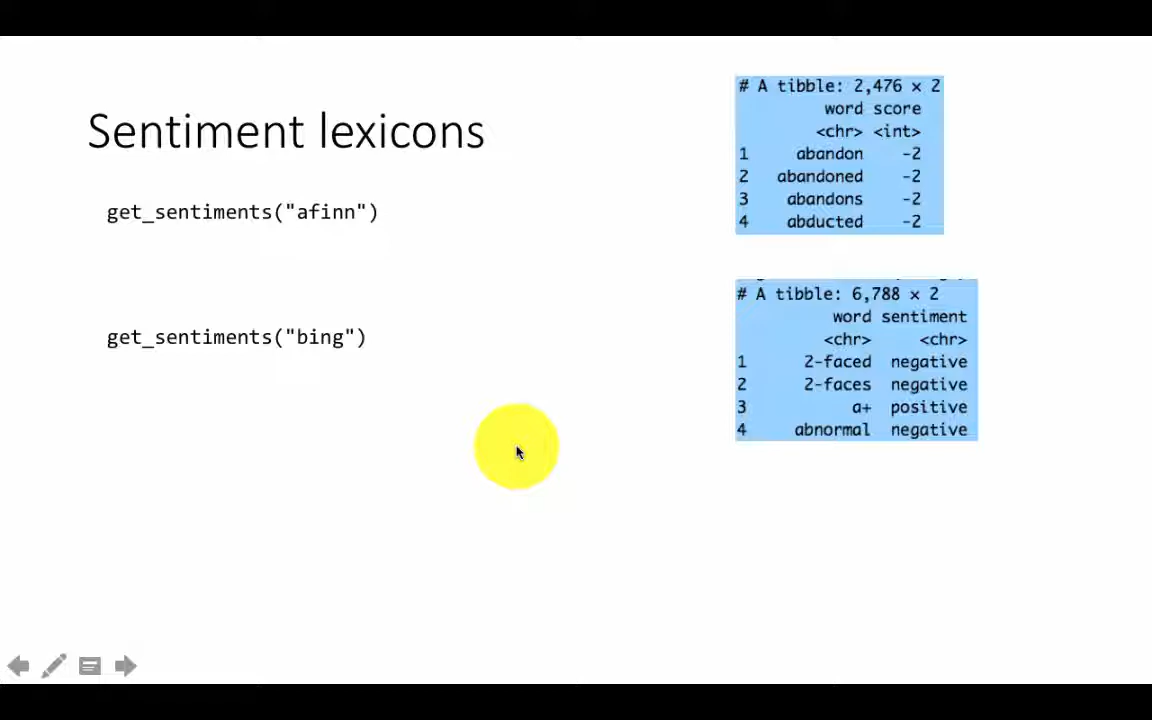 Sentiment lexicons
get_sentiments("afinn")
# A tibble: 2,476 × 2
word score
<chr> <int>
1 abandon -2
2 abandoned -2
3 abandons -2
4 abducted -2
get_sentiments("bing")
# A tibble: 6,788 × 2
word sentiment
<chr> <chr>
1 2-faced negative
2 2-faces negative
3 a+ positive
4 abnormal negative